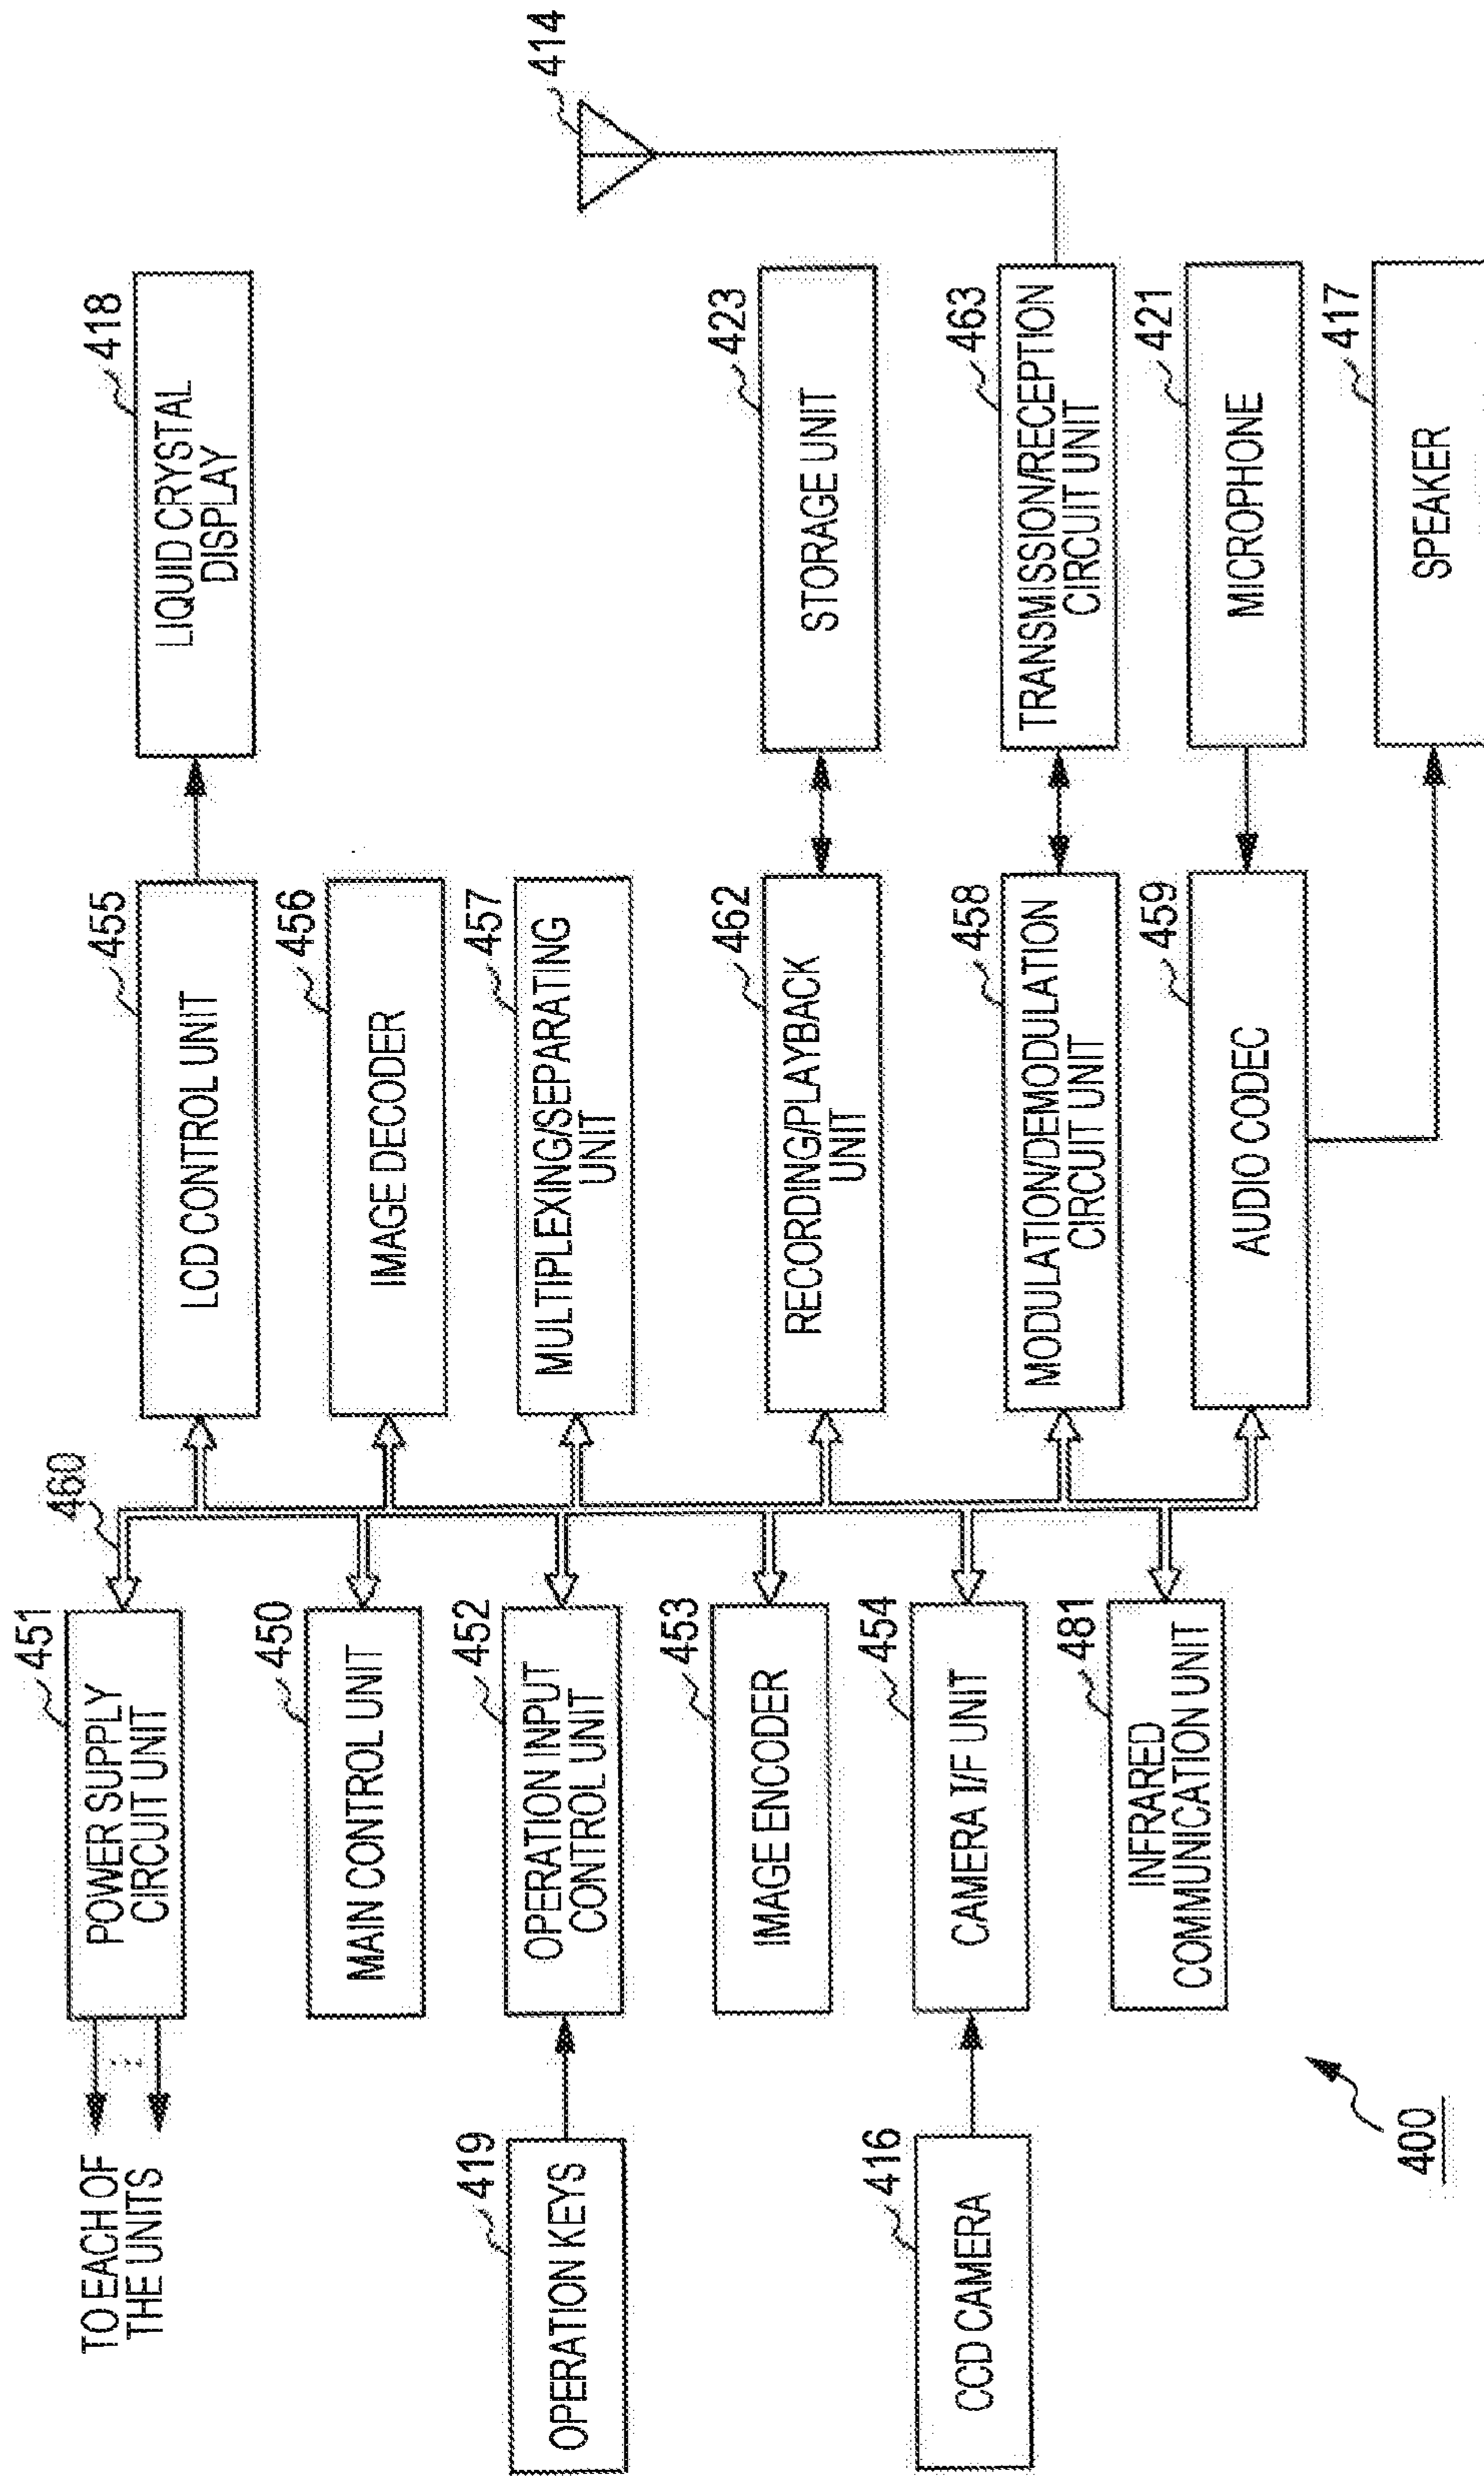 TO EACH OF
THE UNITS
451
POWER SUPPLY
CIRCUIT UNIT
460
450
MAIN CONTROL UNIT
419
OPERATION KEYS
452
OPERATION INPUT
CONTROL UNIT
453
IMAGE ENCODER
416
CCD CAMERA
454
CAMERA I/F UNIT
481
INFRARED
COMMUNICATION UNIT
400
455
LCD CONTROL UNIT
418
LIQUID CRYSTAL
DISPLAY
456
IMAGE DECODER
457
MULTIPLEXING/SEPARATING
UNIT
462
RECORDING/PLAYBACK
UNIT
423
STORAGE UNIT
458
MODULATION/DEMODULATION
CIRCUIT UNIT
463
TRANSMISSION/RECEPTION
CIRCUIT UNIT
414
459
AUDIO CODEC
421
MICROPHONE
417
SPEAKER